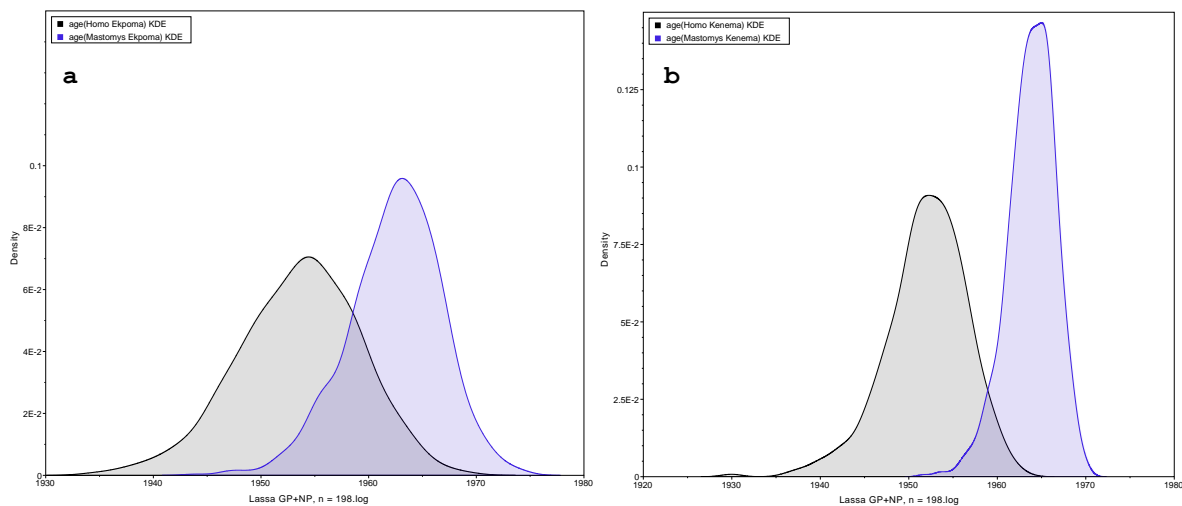 age(Homo Ekpoma) KDE
age(Mastomys Ekpoma) KDE
a
0.1
8E-2
6E-2
4E-2
2E-2
0
Density
1930
1940
1950
1960
1970
1980
Lassa GP+NP, n = 198.log
age(Homo Kenema) KDE
age(Mastomys Kenema) KDE
b
0.125
0.1
7.5E-2
5E-2
2.5E-2
0
Density
1920
1930
1940
1950
1960
1970
1980
Lassa GP+NP, n = 198.log